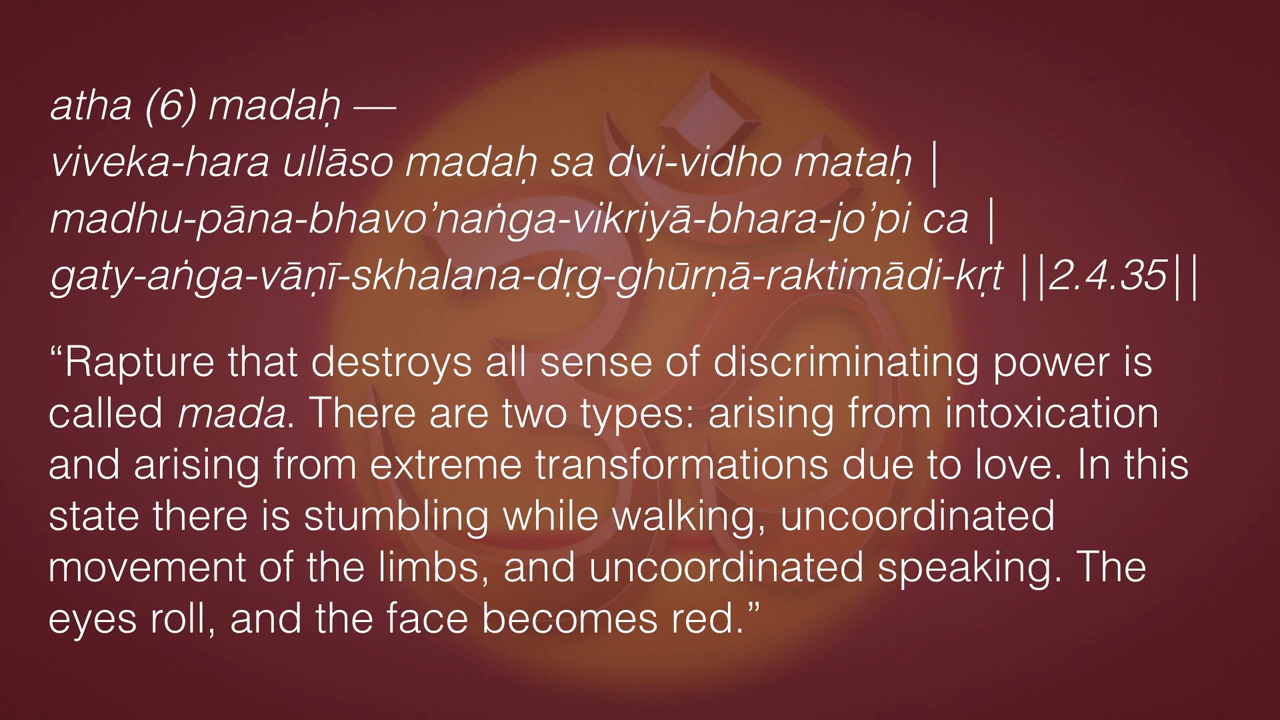 atha (6) madaḥ —
viveka-hara ullāso madaḥ sa dvi-vidho mataḥ |
madhu-pāna-bhavo’naṅga-vikriyā-bhara-jo’pi ca |
gaty-aṅga-vāṇī-skhalana-dṛg-ghūrṇā-raktimādi-kṛt ||2.4.35||
“Rapture that destroys all sense of discriminating power is
called mada. There are two types: arising from intoxication
and arising from extreme transformations due to love. In this
state there is stumbling while walking, uncoordinated
movement of the limbs, and uncoordinated speaking. The
eyes roll, and the face becomes red.”
ॐ